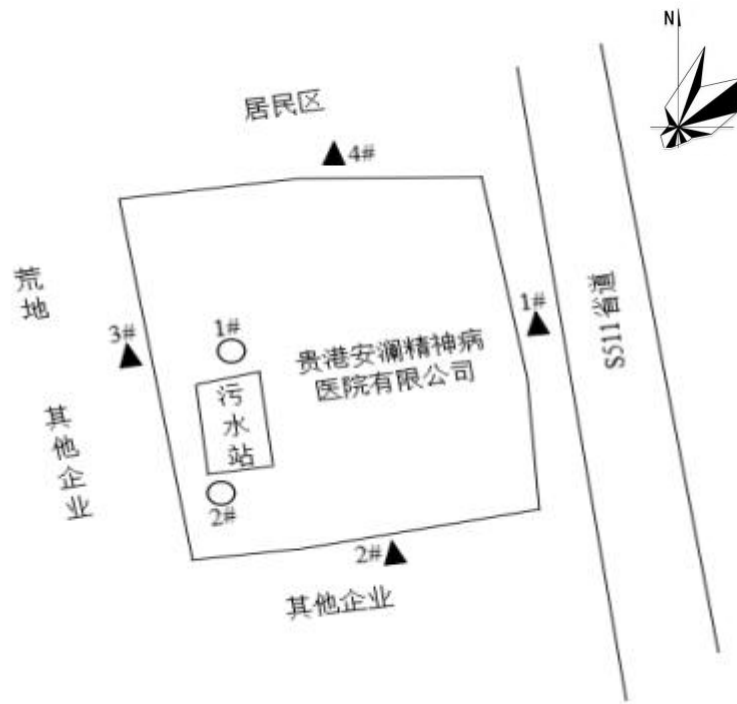 N
居民区
▲4#
荒地
3#
▲
1#
1#
▲
S511省道
贵港安澜精神病
医院有限公司
污水站
其他企业
2#
2#▲
其他企业